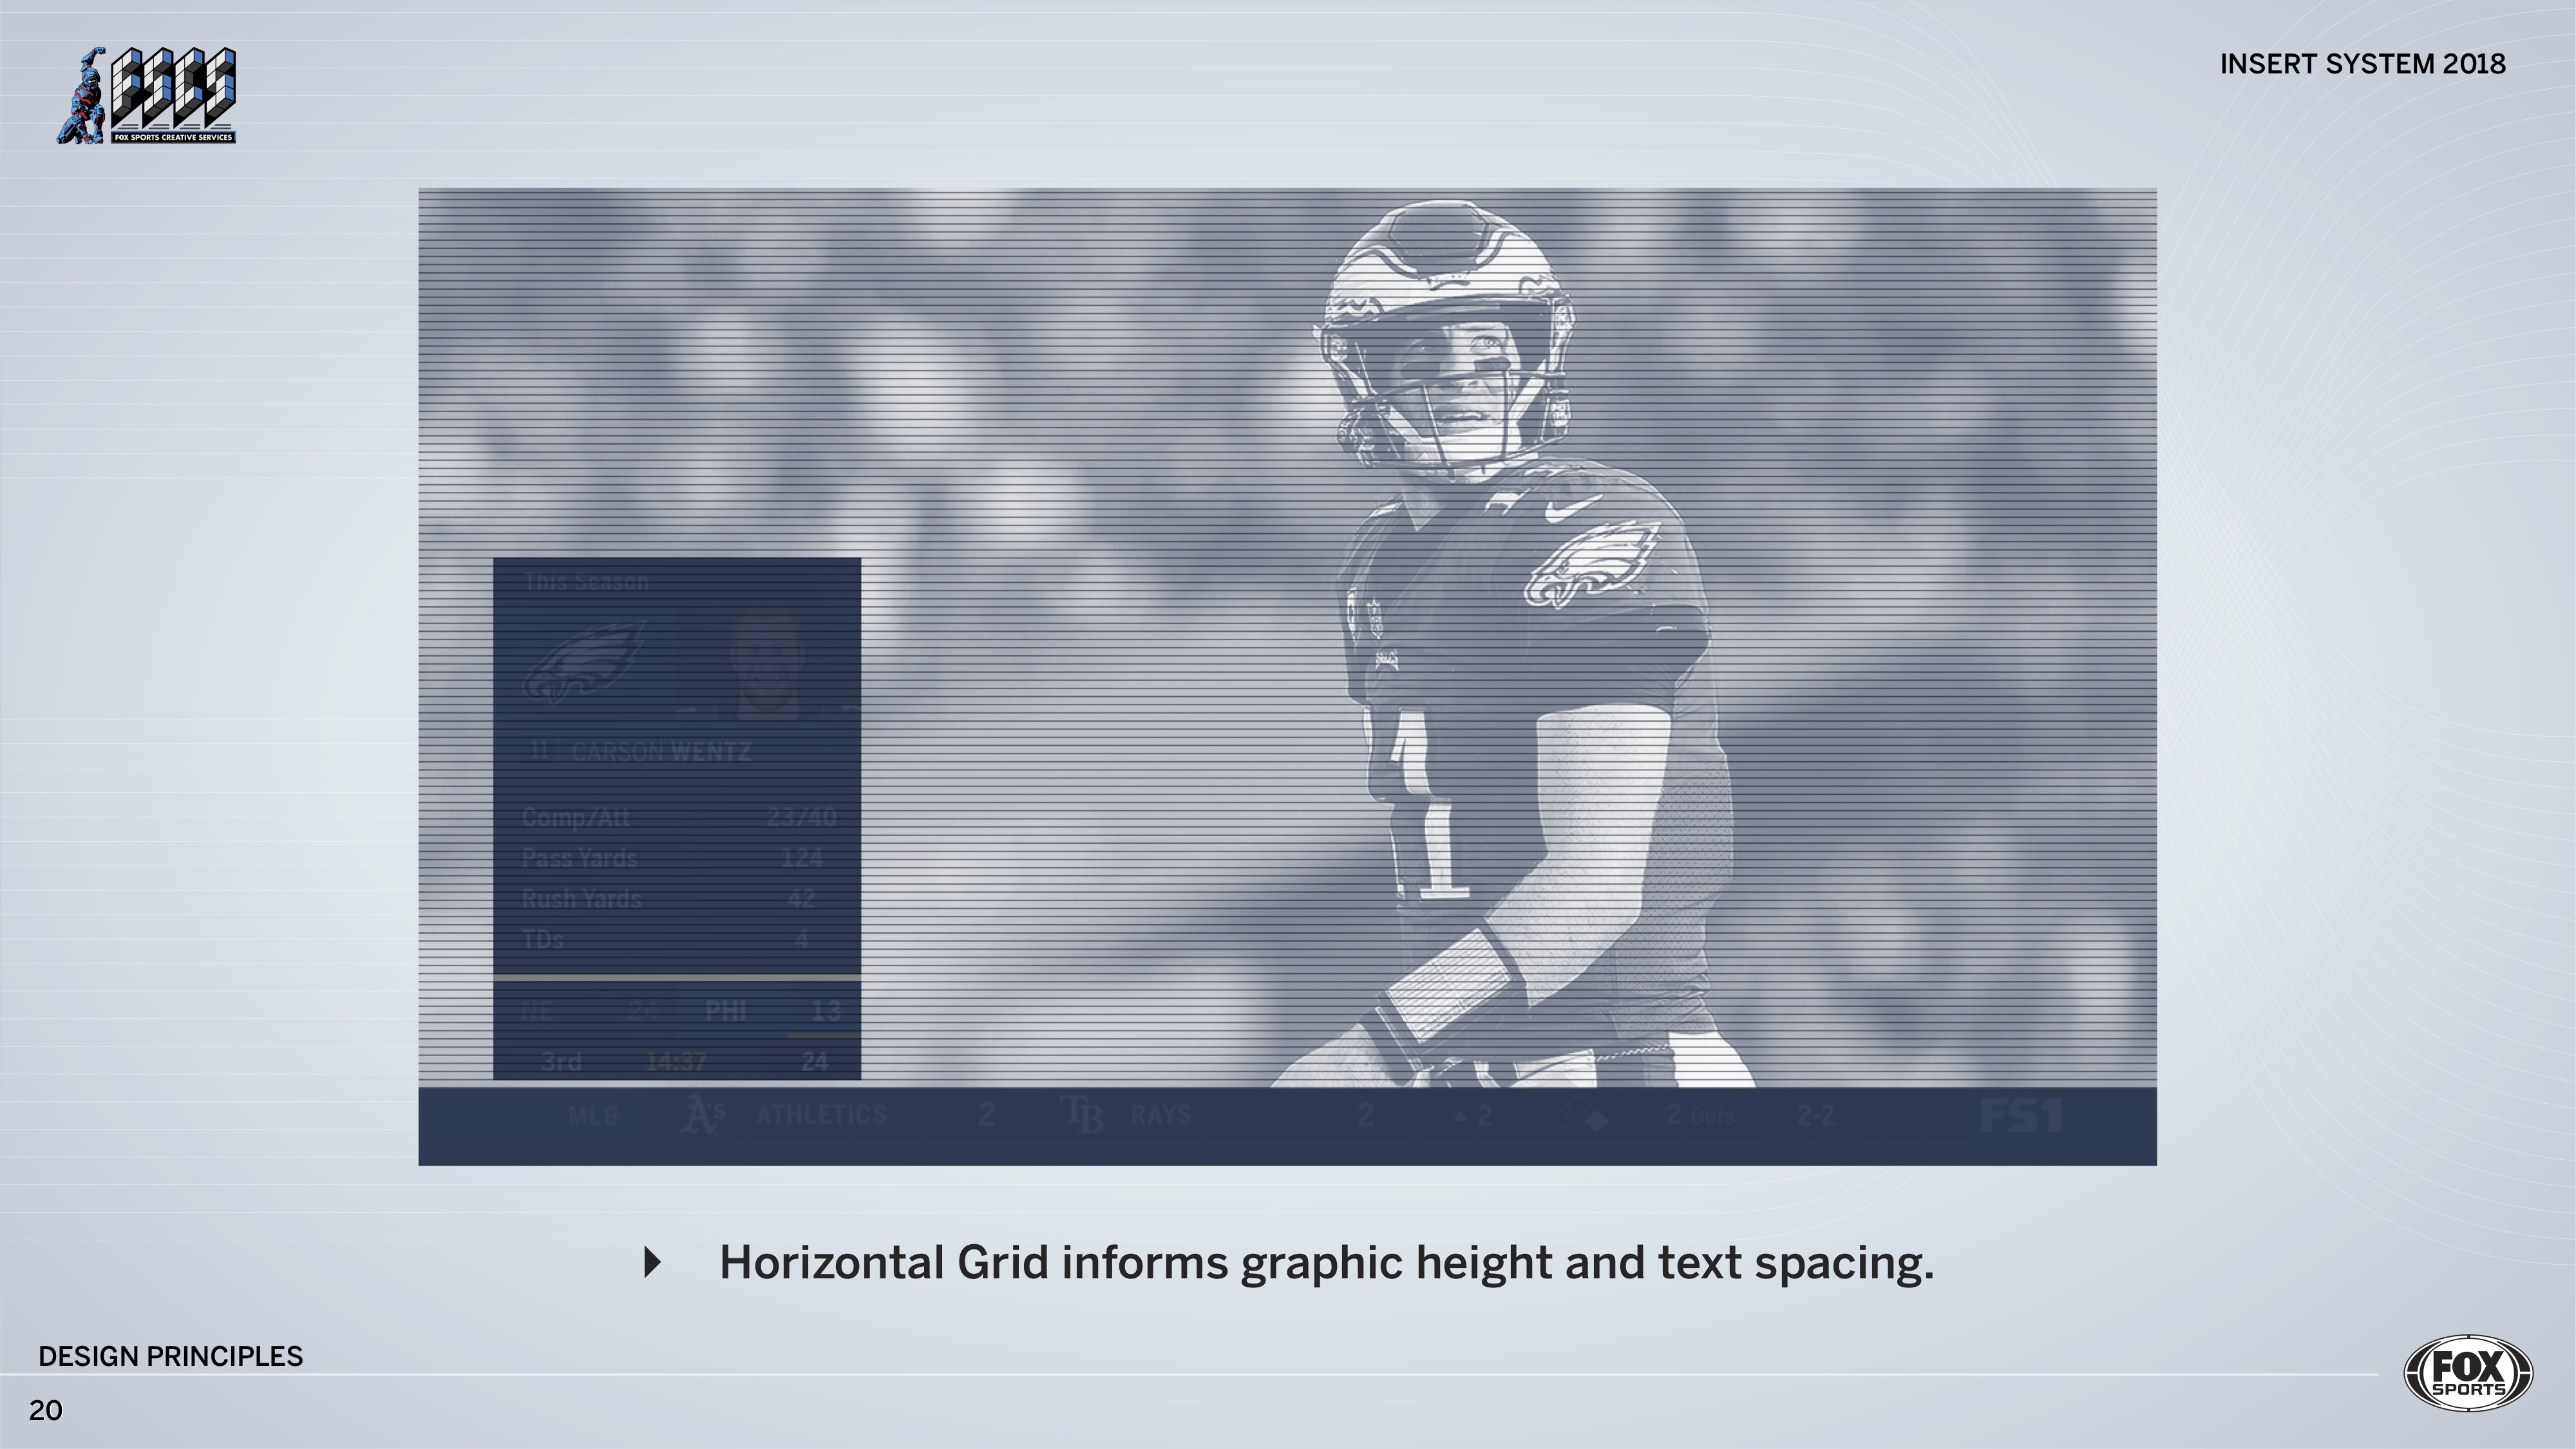 FSCS
FOX SPORTS CREATIVE SERVICES
INSERT SYSTEM 2018
This Season
11 CARSON WENTZ
Comp/Att 23/40
Pass Yards 124
Rush Yards 42
TDs 4
NE 24 PHI 13
3rd 14:37 24
11
MLB A's ATHLETICS 2 TB RAYS 2 ▲ 2 2 Outs 2-2 FS1
Horizontal Grid informs graphic height and text spacing.
DESIGN PRINCIPLES
20
FOX
SPORTS